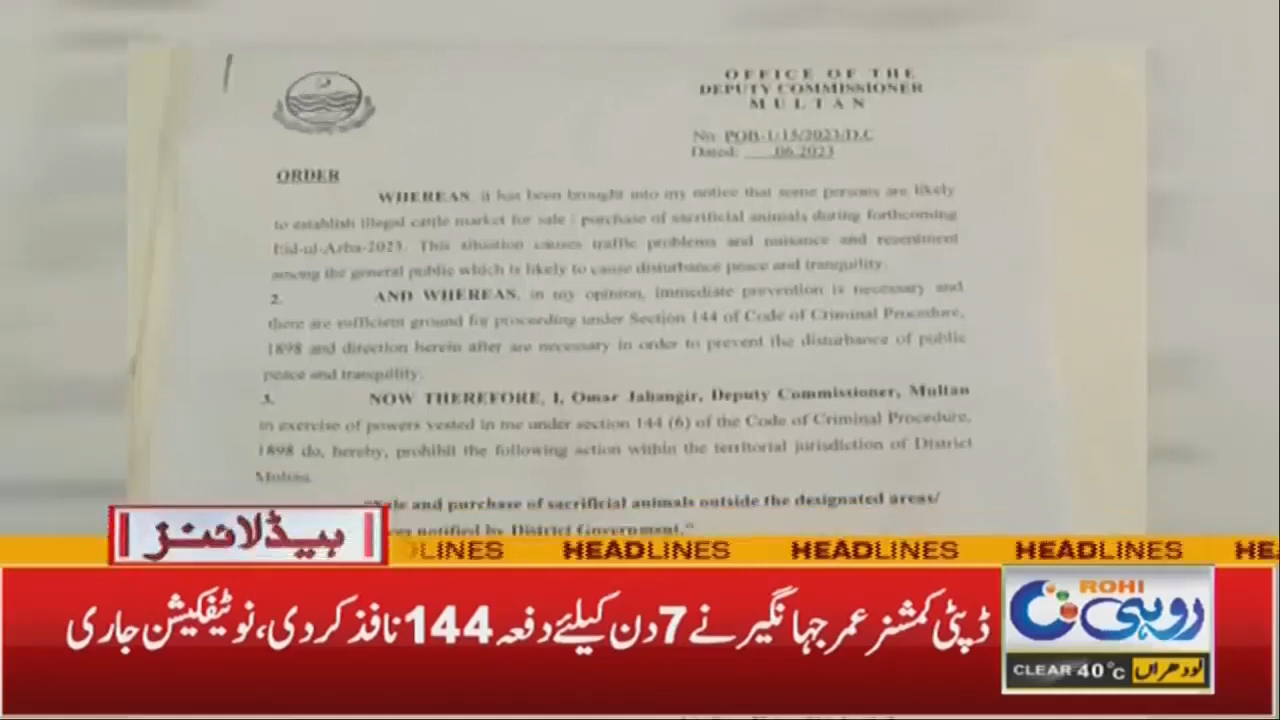 OFFICE OF THE
DEPUTY COMMISSIONER
MULTAN
No: POB-1/15/2023/D.C
Dated: __.06.2023
ORDER
WHEREAS, it has been brought into my notice that some persons are likely
to establish illegal cattle market for sale / purchase of sacrificial animals during forthcoming
Eid-ul-Azha-2023. This situation causes traffic problems and nuisance and resentment
among the general public which is likely to cause disturbance peace and tranquility.
2. AND WHEREAS, in my opinion, immediate prevention is necessary and
there are sufficient ground for proceeding under Section 144 of Code of Criminal Procedure,
1898 and direction herein after are necessary in order to prevent the disturbance of public
peace and tranquility.
3. NOW THEREFORE, I, Omar Jahangir, Deputy Commissioner, Multan
in exercise of powers vested in me under section 144 (6) of the Code of Criminal Procedure,
1898 do, hereby, prohibit the following action within the territorial jurisdiction of District
Multan.
"Sale and purchase of sacrificial animals outside the designated areas/
notified by District Government."
ہیڈلائنز
DLINES HEADLINES HEADLINES HEADLINES HE
ڈپٹی کمشنر عمر جہانگیر نے 7 دن کیلئے دفعہ 144 نافذ کردی، نوٹیفکیشن جاری
ROHI
روہی
CLEAR 40°C لودھراں